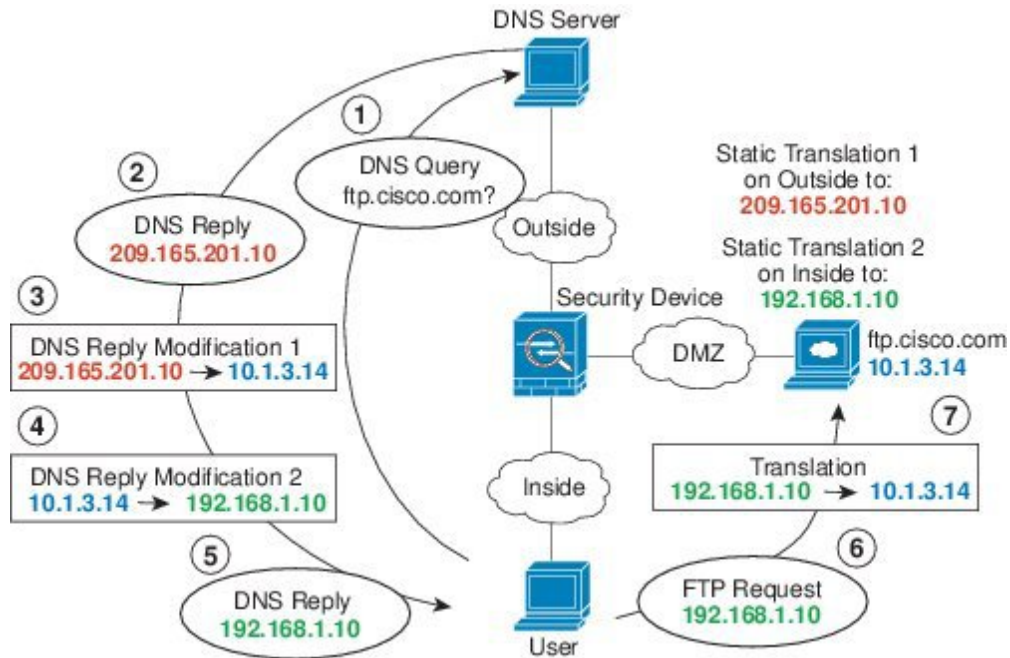 DNS Server
1
DNS Query
ftp.cisco.com?
2
DNS Reply
209.165.201.10
Outside
Static Translation 1
on Outside to:
209.165.201.10
Static Translation 2
on Inside to:
192.168.1.10
3
DNS Reply Modification 1
209.165.201.10 → 10.1.3.14
Security Device
DMZ
ftp.cisco.com
10.1.3.14
4
DNS Reply Modification 2
10.1.3.14 → 192.168.1.10
Inside
7
Translation
192.168.1.10 → 10.1.3.14
5
DNS Reply
192.168.1.10
User
6
FTP Request
192.168.1.10